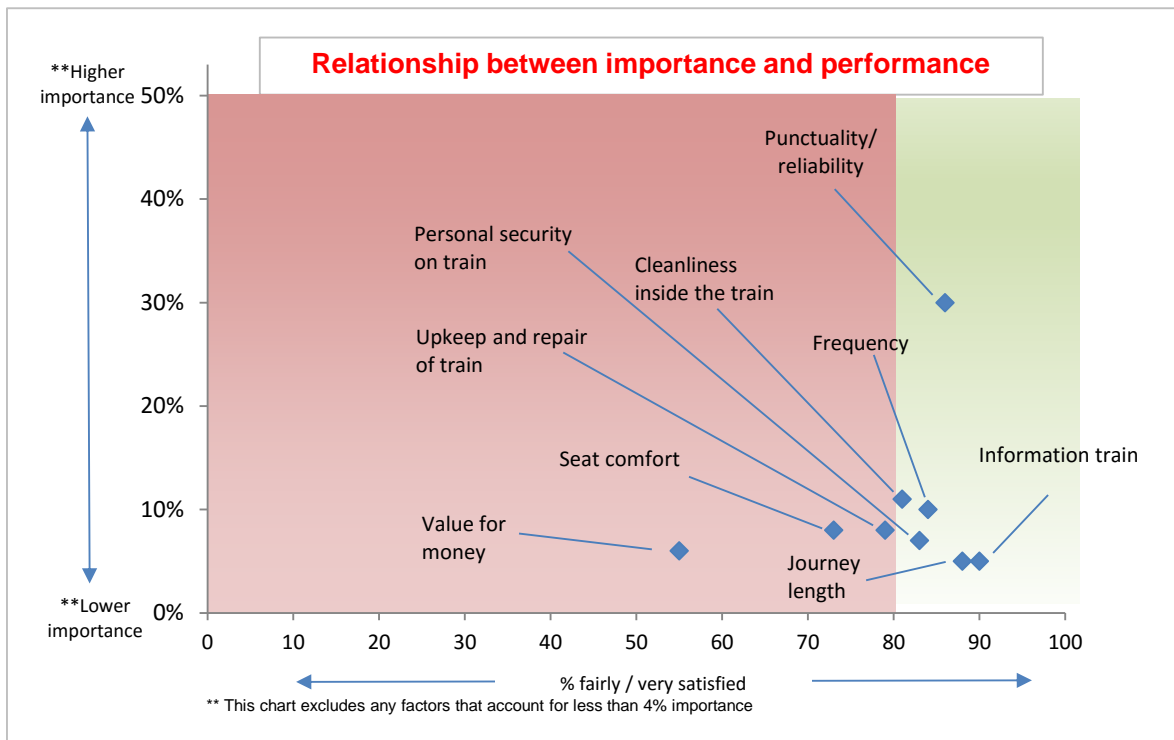 Relationship between importance and performance
**Higher
importance
50%
40%
30%
20%
10%
0%
**Lower
importance
Punctuality/
reliability
Personal security
on train
Cleanliness
inside the train
Upkeep and repair
of train
Frequency
Seat comfort
Information train
Value for
money
Journey
length
0 10 20 30 40 50 60 70 80 90 100
% fairly / very satisfied
** This chart excludes any factors that account for less than 4% importance